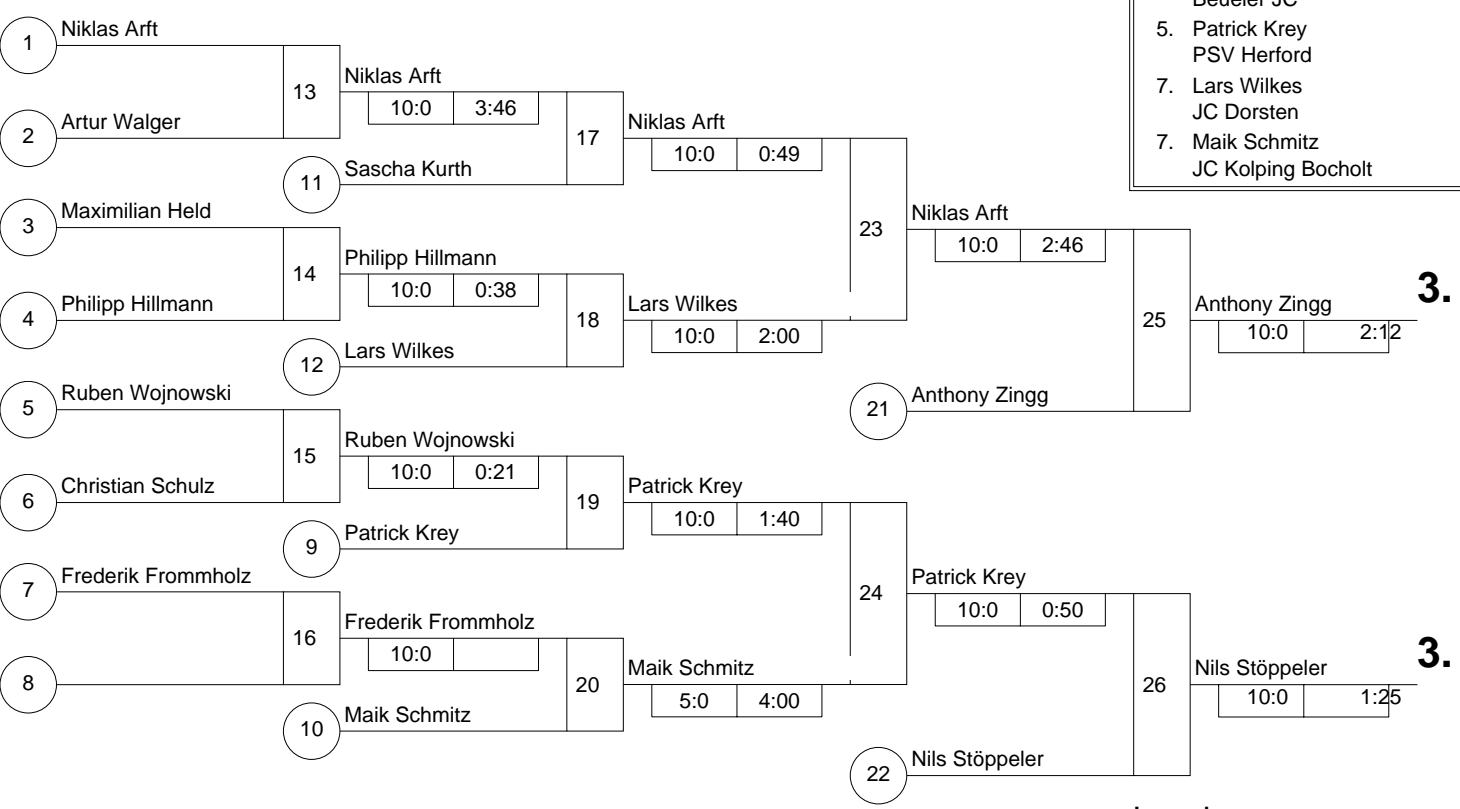 Beueler JC
5. Patrick Krey
PSV Herford
7. Lars Wilkes
JC Dorsten
7. Maik Schmitz
JC Kolping Bocholt
1 Niklas Arft
13 Niklas Arft
10:0 3:46
2 Artur Walger
17 Niklas Arft
10:0 0:49
11 Sascha Kurth
3 Maximilian Held
23 Niklas Arft
10:0 2:46
14 Philipp Hillmann
10:0 0:38
4 Philipp Hillmann
18 Lars Wilkes
10:0 2:00
12 Lars Wilkes
25 Anthony Zingg 3.
10:0 2:12
5 Ruben Wojnowski
21 Anthony Zingg
15 Ruben Wojnowski
10:0 0:21
6 Christian Schulz
19 Patrick Krey
10:0 1:40
9 Patrick Krey
7 Frederik Frommholz
24 Patrick Krey
10:0 0:50
16 Frederik Frommholz
10:0
8
20 Maik Schmitz
5:0 4:00
10 Maik Schmitz
26 Nils Stöppeler 3.
10:0 1:25
22 Nils Stöppeler